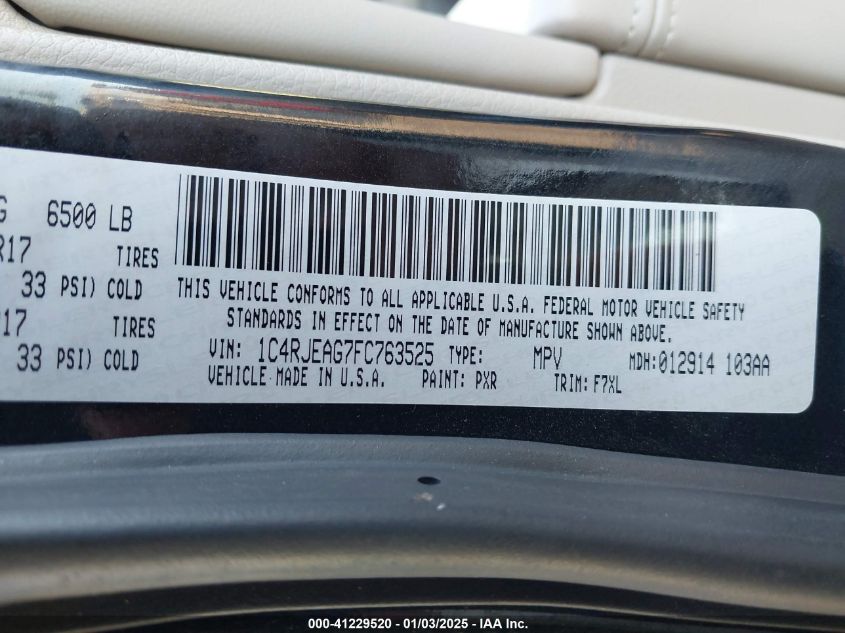 G 6500 LB
R17 TIRES
33 PSI) COLD
R17 TIRES
33 PSI) COLD
THIS VEHICLE CONFORMS TO ALL APPLICABLE U.S.A. FEDERAL MOTOR VEHICLE SAFETY
STANDARDS IN EFFECT ON THE DATE OF MANUFACTURE SHOWN ABOVE.
VIN: 1C4RJEAG7FC763525 TYPE: MPV MDH:012914 103AA
VEHICLE MADE IN U.S.A. PAINT: PXR TRIM:F7XL
000-41229520 - 01/03/2025 - IAA Inc.